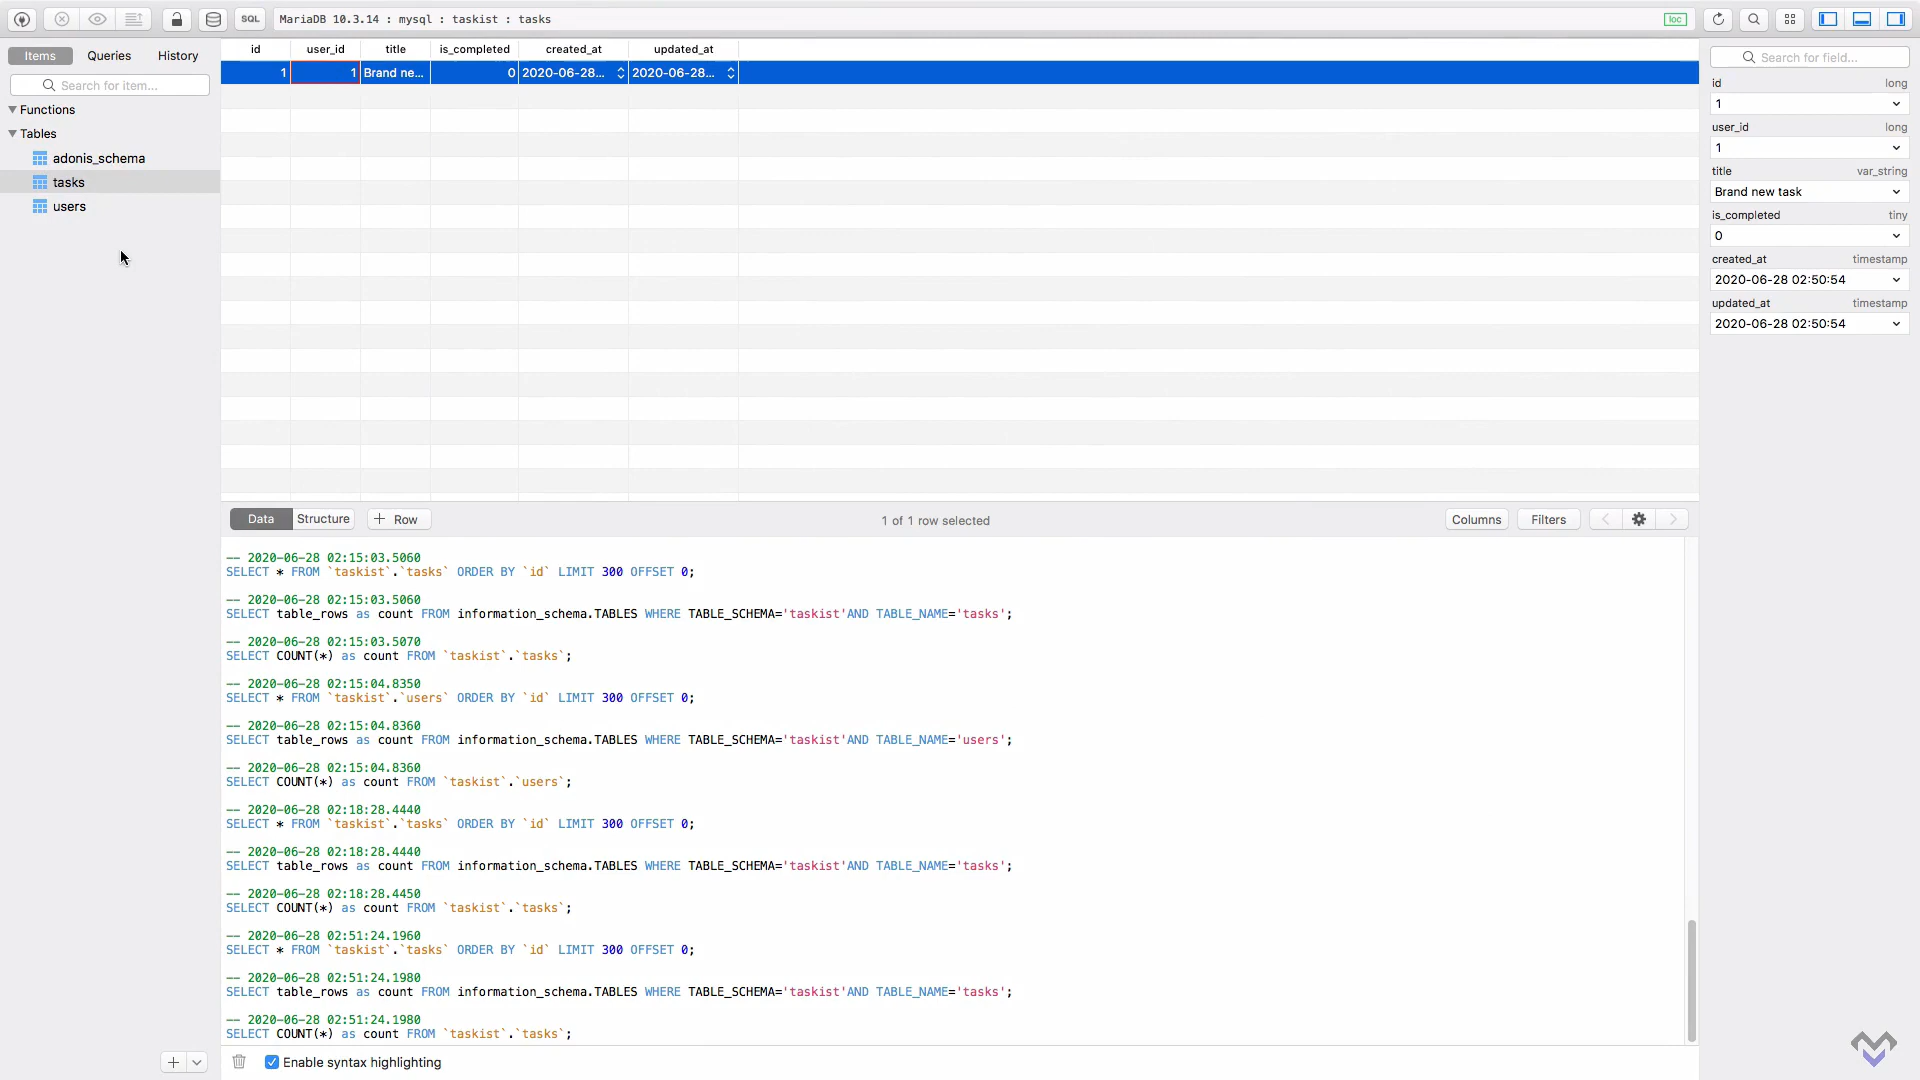 SQL
MariaDB 10.3.14 : mysql : taskist : tasks
loc
Items
Queries
History
Search for item...
Functions
Tables
adonis_schema
tasks
users
id
user_id
title
is_completed
created_at
updated_at
1
1
Brand ne...
0
2020-06-28...
2020-06-28...
Search for field...
id
long
1
user_id
long
1
title
var_string
Brand new task
is_completed
tiny
0
created_at
timestamp
2020-06-28 02:50:54
updated_at
timestamp
2020-06-28 02:50:54
Data
Structure
Row
1 of 1 row selected
Columns
Filters
-- 2020-06-28 02:15:03.5060
SELECT * FROM `taskist`.`tasks` ORDER BY `id` LIMIT 300 OFFSET 0;
-- 2020-06-28 02:15:03.5060
SELECT table_rows as count FROM information_schema.TABLES WHERE TABLE_SCHEMA='taskist'AND TABLE_NAME='tasks';
-- 2020-06-28 02:15:03.5070
SELECT COUNT(*) as count FROM `taskist`.`tasks`;
-- 2020-06-28 02:15:04.8350
SELECT * FROM `taskist`.`users` ORDER BY `id` LIMIT 300 OFFSET 0;
-- 2020-06-28 02:15:04.8360
SELECT table_rows as count FROM information_schema.TABLES WHERE TABLE_SCHEMA='taskist'AND TABLE_NAME='users';
-- 2020-06-28 02:15:04.8360
SELECT COUNT(*) as count FROM `taskist`.`users`;
-- 2020-06-28 02:18:28.4440
SELECT * FROM `taskist`.`tasks` ORDER BY `id` LIMIT 300 OFFSET 0;
-- 2020-06-28 02:18:28.4440
SELECT table_rows as count FROM information_schema.TABLES WHERE TABLE_SCHEMA='taskist'AND TABLE_NAME='tasks';
-- 2020-06-28 02:18:28.4450
SELECT COUNT(*) as count FROM `taskist`.`tasks`;
-- 2020-06-28 02:51:24.1960
SELECT * FROM `taskist`.`tasks` ORDER BY `id` LIMIT 300 OFFSET 0;
-- 2020-06-28 02:51:24.1980
SELECT table_rows as count FROM information_schema.TABLES WHERE TABLE_SCHEMA='taskist'AND TABLE_NAME='tasks';
-- 2020-06-28 02:51:24.1980
SELECT COUNT(*) as count FROM `taskist`.`tasks`;
Enable syntax highlighting